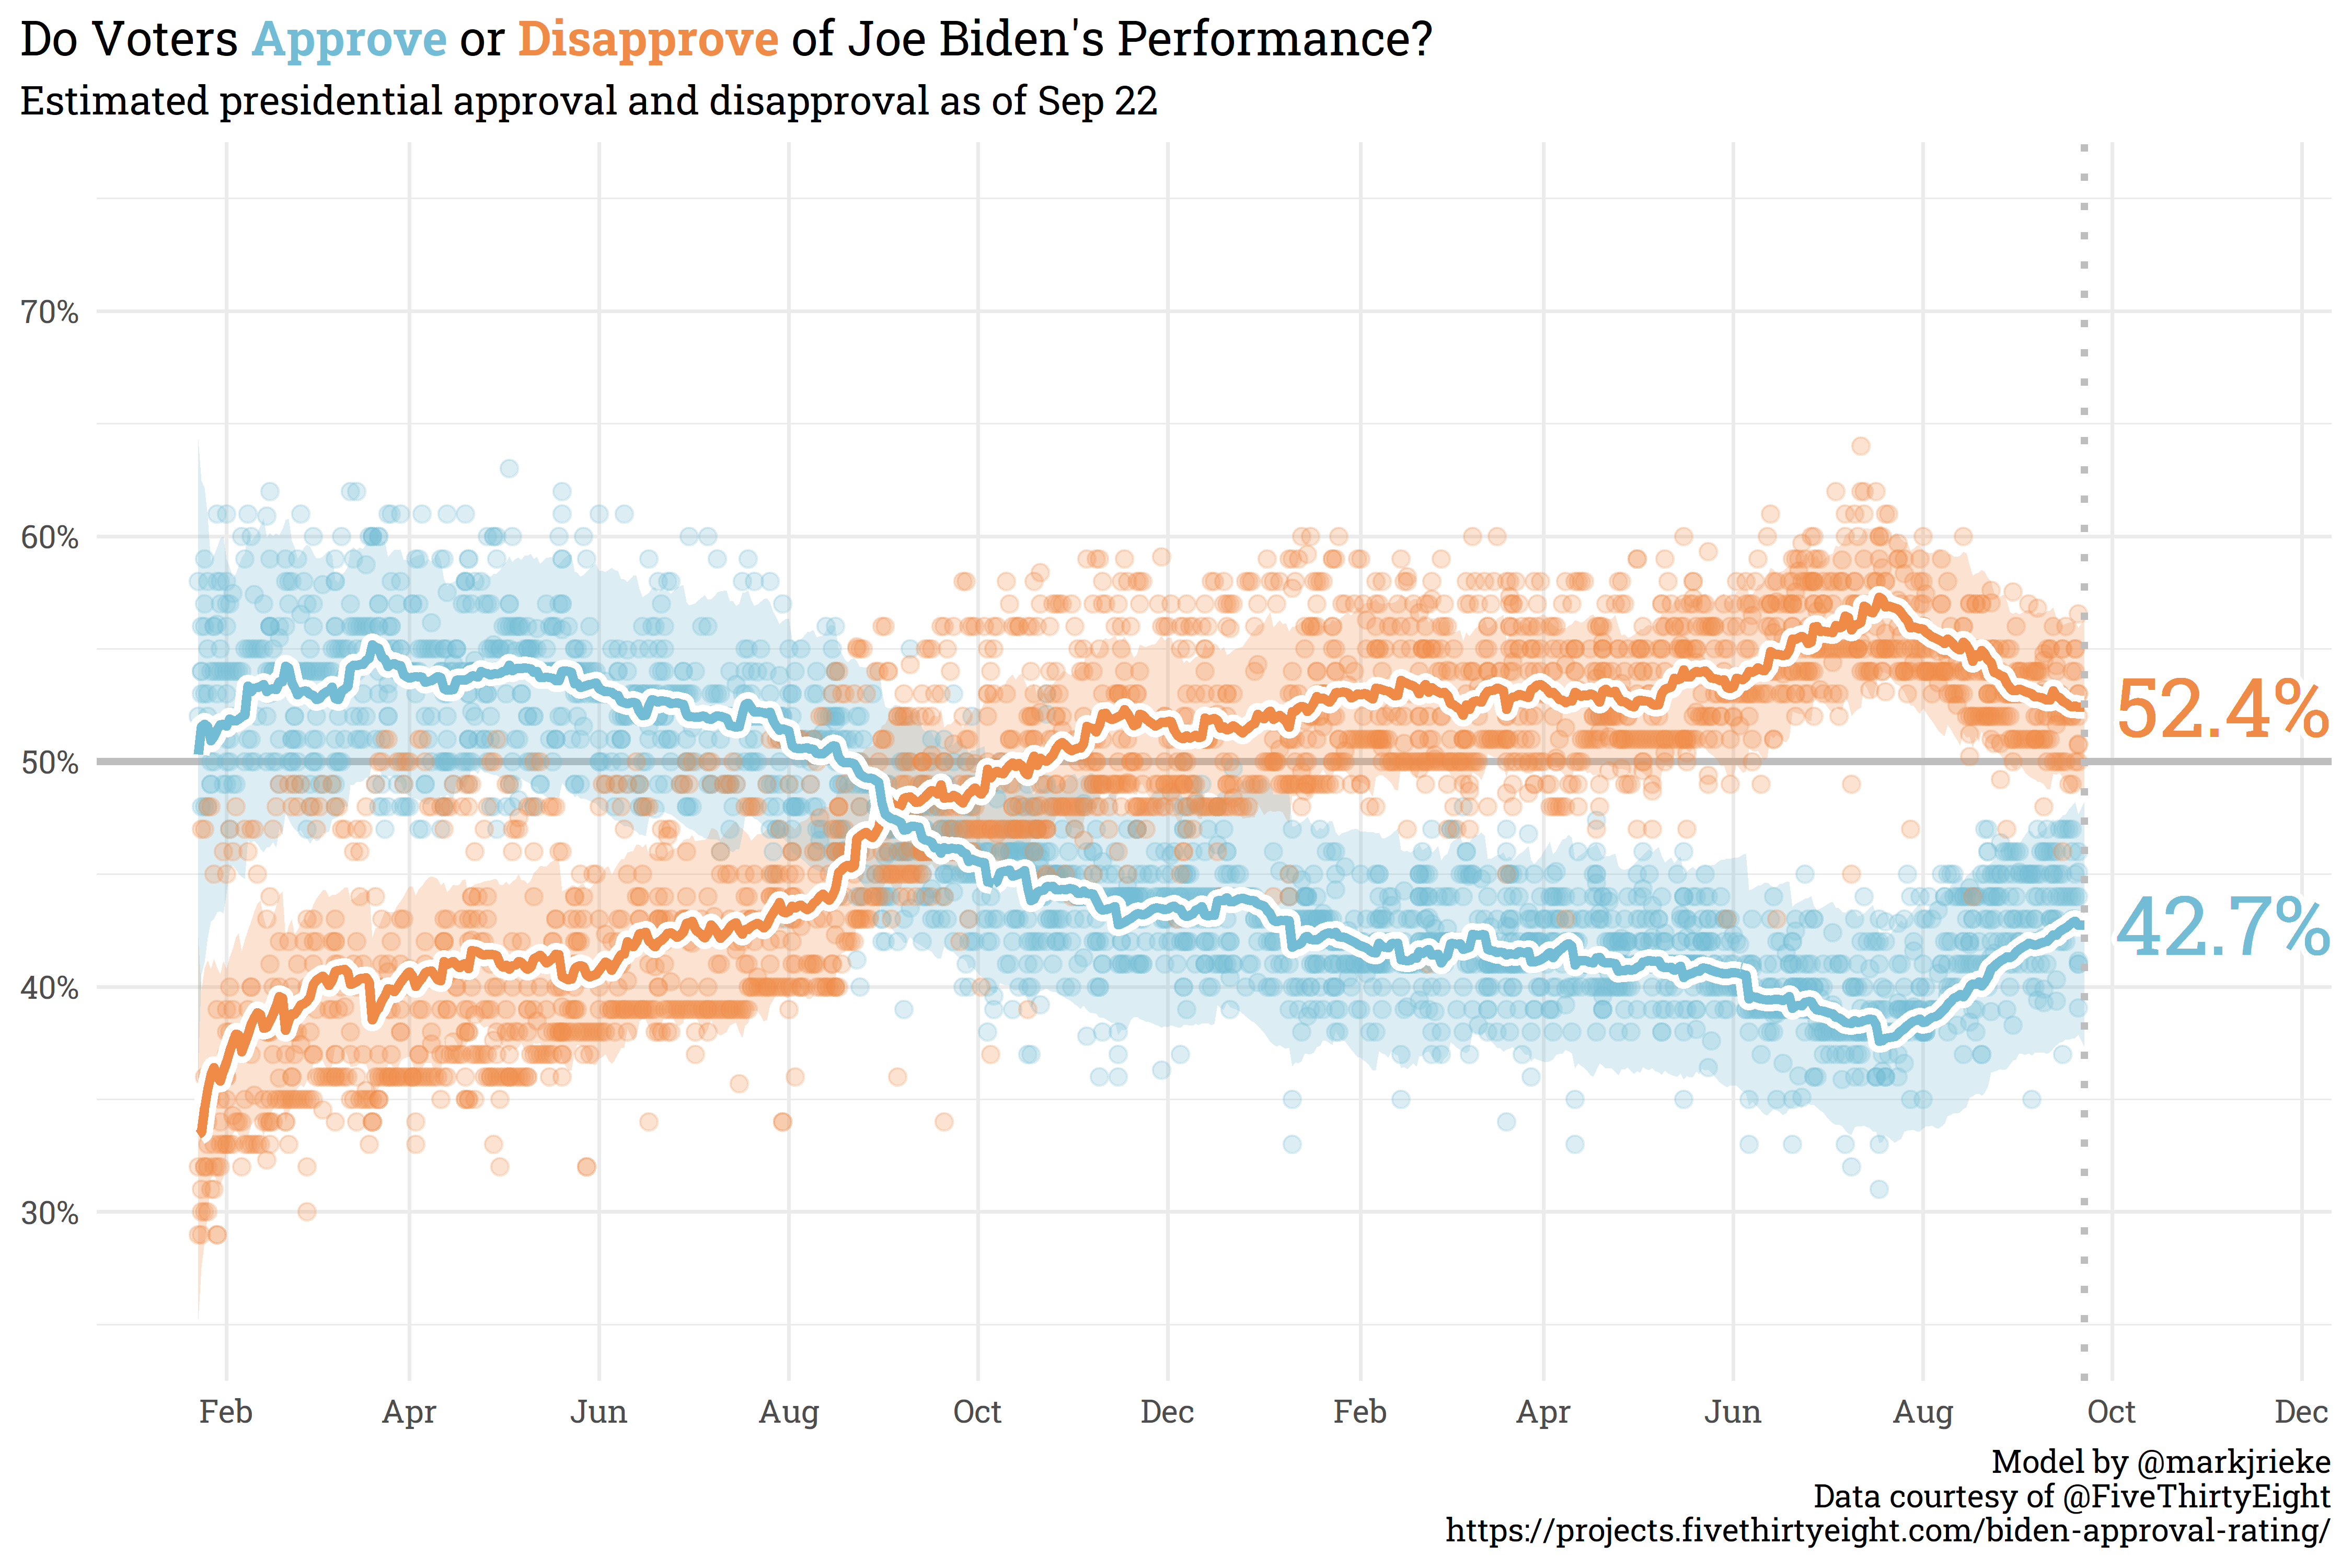 Do Voters Approve or Disapprove of Joe Biden's Performance?
Estimated presidential approval and disapproval as of Sep 22
70%
60%
52.4%
50%
42.7%
40%
30%
Feb Apr Jun Aug Oct Dec Feb Apr Jun Aug Oct Dec
Model by @markjrieke
Data courtesy of @FiveThirtyEight
https://projects.fivethirtyeight.com/biden-approval-rating/